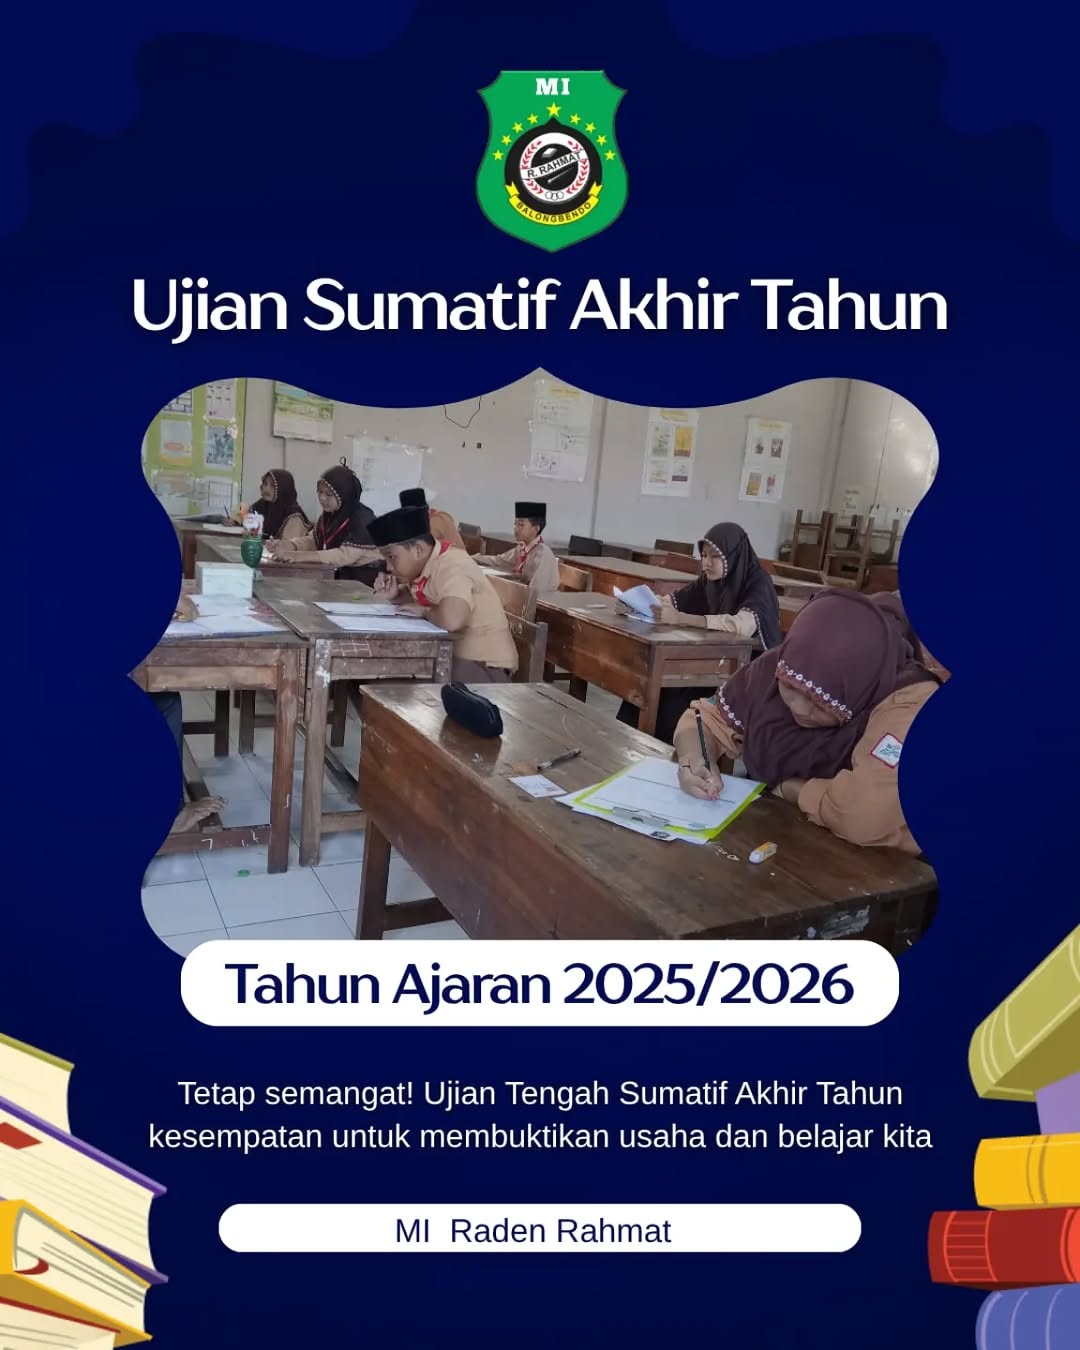 MI
R. RAHMAT
BALONGBENDO
Ujian Sumatif Akhir Tahun
Tahun Ajaran 2025/2026
Tetap semangat! Ujian Tengah Sumatif Akhir Tahun
kesempatan untuk membuktikan usaha dan belajar kita
MI  Raden Rahmat